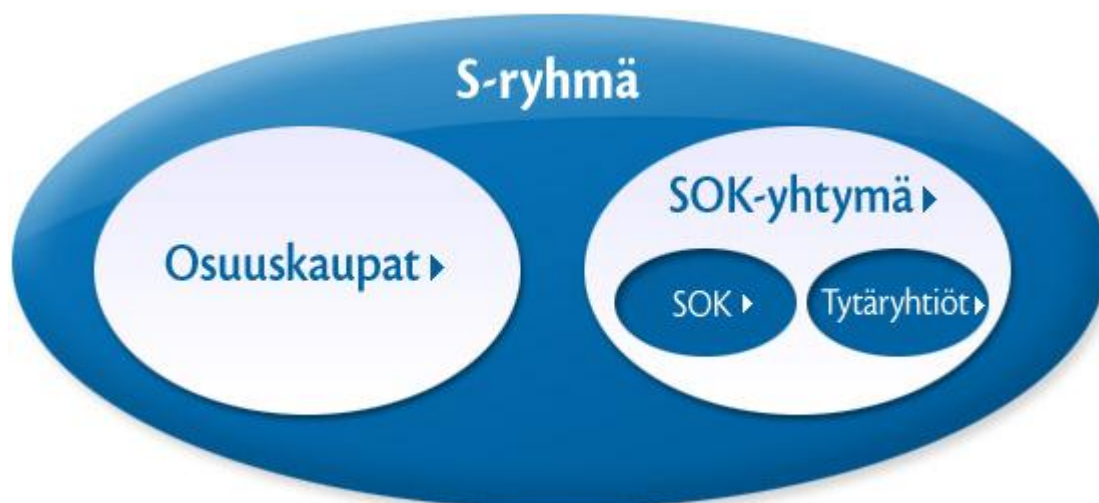 S-ryhmä
Osuuskaupat
SOK-yhtymä
SOK
Tytäryhtiöt